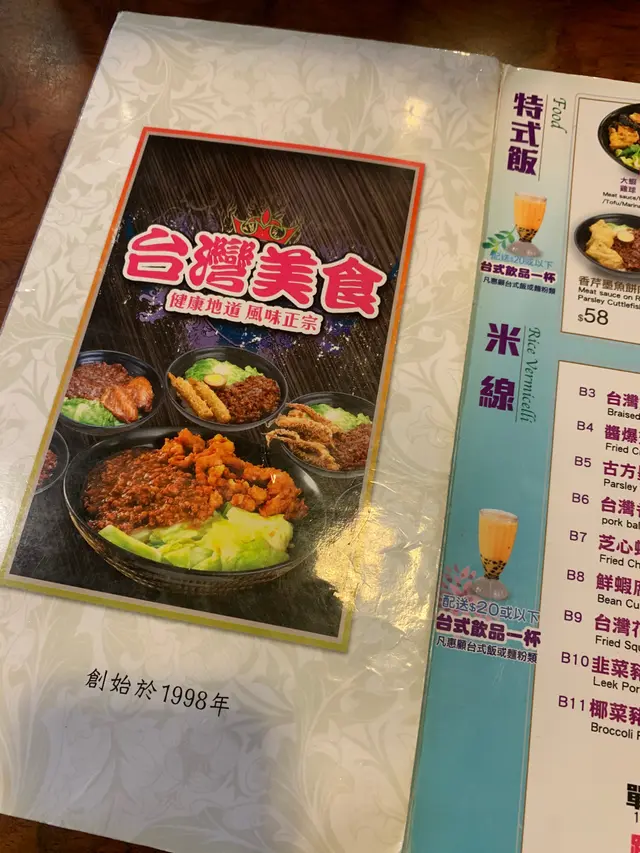 台灣美食
健康地道 風味正宗
創始於1998年
特式飯
Food
配送$20或以下
台式飲品一杯
凡惠顧台式飯或麵粉類
大蝦
雞球
Meat sauce
/Tofu/Marina
香芹墨魚餅
Meat sauce on R
Parsley Cuttlefish
$58
米線
Rice Vermicelli
配送$20或以下
台式飲品一杯
凡惠顧台式飯或麵粉類
B3 台灣
Braised
B4 醬爆
Fried C
B5 古方
Parsley
B6 台灣
pork bal
B7 芝心
Fried Ch
B8 鮮蝦
Bean Cu
B9 台灣花
Fried Squ
B10 韭菜豬
Leek Por
B11 椰菜豬
Broccoli P